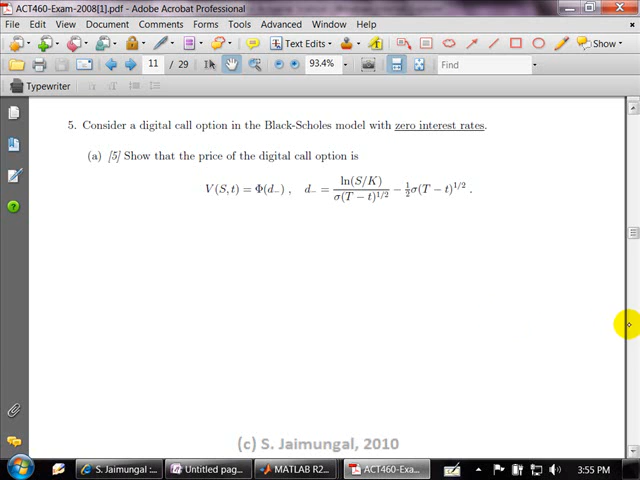 ACT460-Exam-2008[1].pdf - Adobe Acrobat Professional
File Edit View Document Comments Forms Tools Advanced Window Help
Text Edits Show
11 / 29 93.4% Find
Typewriter
5. Consider a digital call option in the Black-Scholes model with zero interest rates.
(a) [5] Show that the price of the digital call option is
V(S,t) = Φ(d₋) , d₋ = ln(S/K) / σ(T − t)^{1/2} − ½σ(T − t)^{1/2} .
(c) S. Jaimungal, 2010
S. Jaimungal :... Untitled pag... MATLAB R2... ACT460-Exa... 3:55 PM